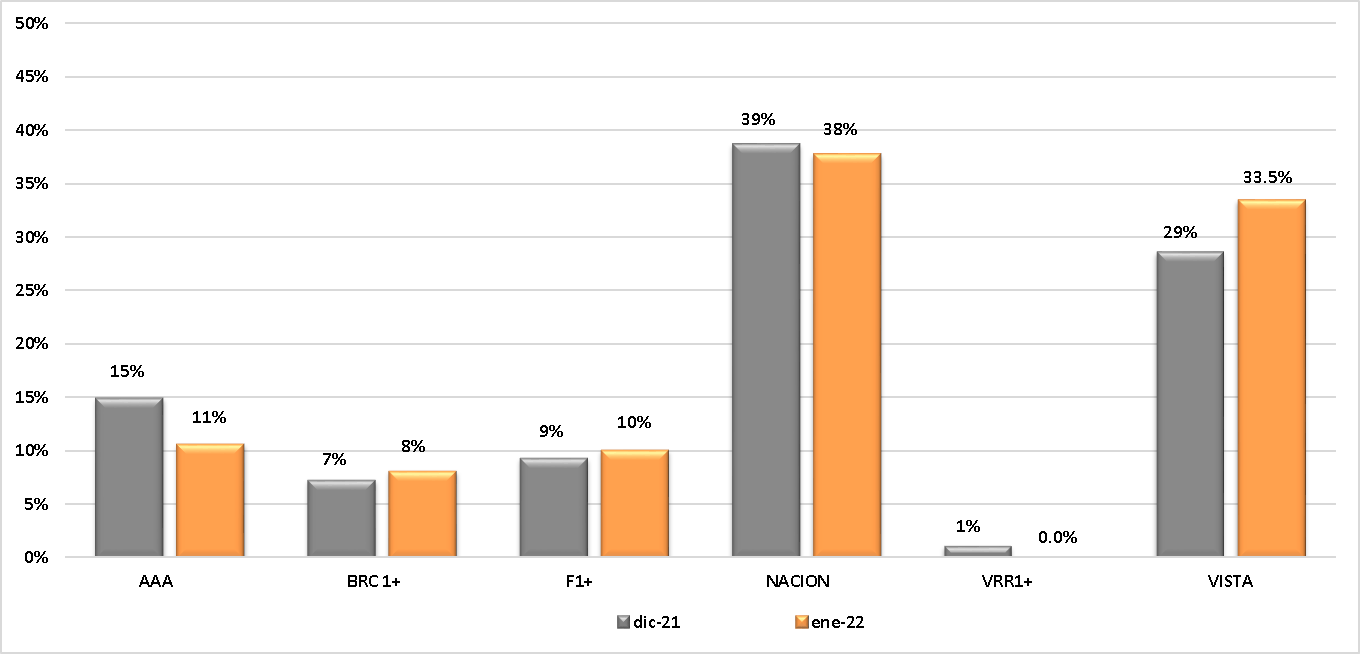 50%
45%
40%
35%
30%
25%
20%
15%
10%
5%
0%
15%
11%
7%
8%
9%
10%
39%
38%
1%
0.0%
29%
33.5%
AAA
BRC 1+
F1+
NACION
VRR1+
VISTA
dic-21
ene-22